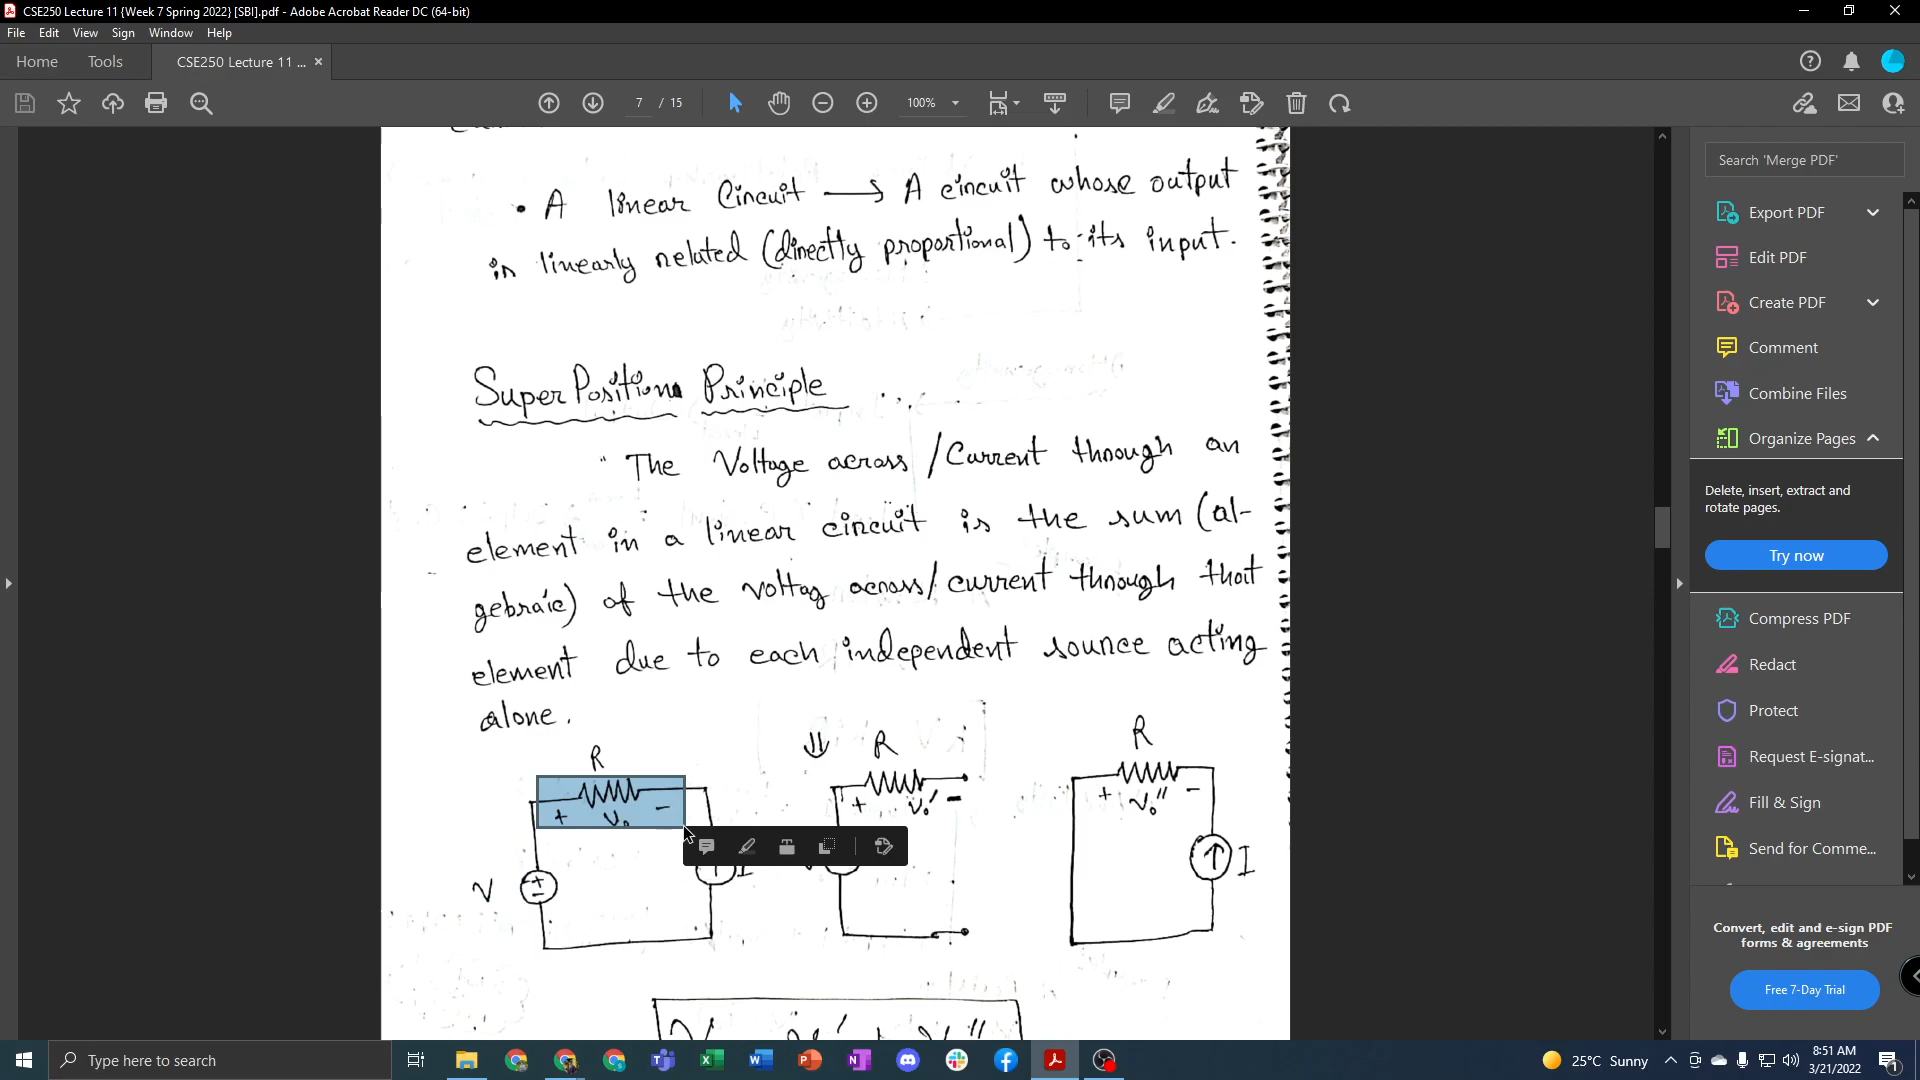 CSE250 Lecture 11 {Week 7 Spring 2022} [SBI].pdf - Adobe Acrobat Reader DC (64-bit)
File Edit View Sign Window Help
Home Tools CSE250 Lecture 11 ... ×
7 / 15 100%
Search 'Merge PDF'
Export PDF
Edit PDF
Create PDF
Comment
Combine Files
Organize Pages
Delete, insert, extract and
rotate pages.
Try now
Compress PDF
Redact
Protect
Request E-signat...
Fill & Sign
Send for Comme...
Convert, edit and e-sign PDF
forms & agreements
Free 7-Day Trial
• A linear Circuit → A circuit whose output
is linearly related (directly proportional) to its input.
SuperPosition Principle ...
" The Voltage across / Current through an
element in a linear circuit is the sum (al-
gebraic) of the voltag across/current through that
element due to each independent source acting
alone.
R
+ V₀ -
V
I
⇓ R
+ V₀' -
R
+ V₀'' -
I
Type here to search
25°C Sunny
8:51 AM
3/21/2022
1